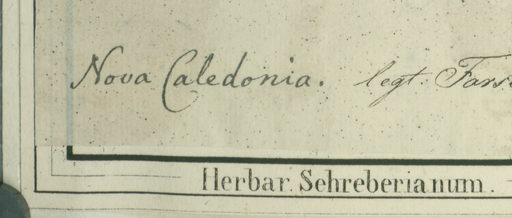 Nova Caledonia. legt.
Herbar. Schreberianum.